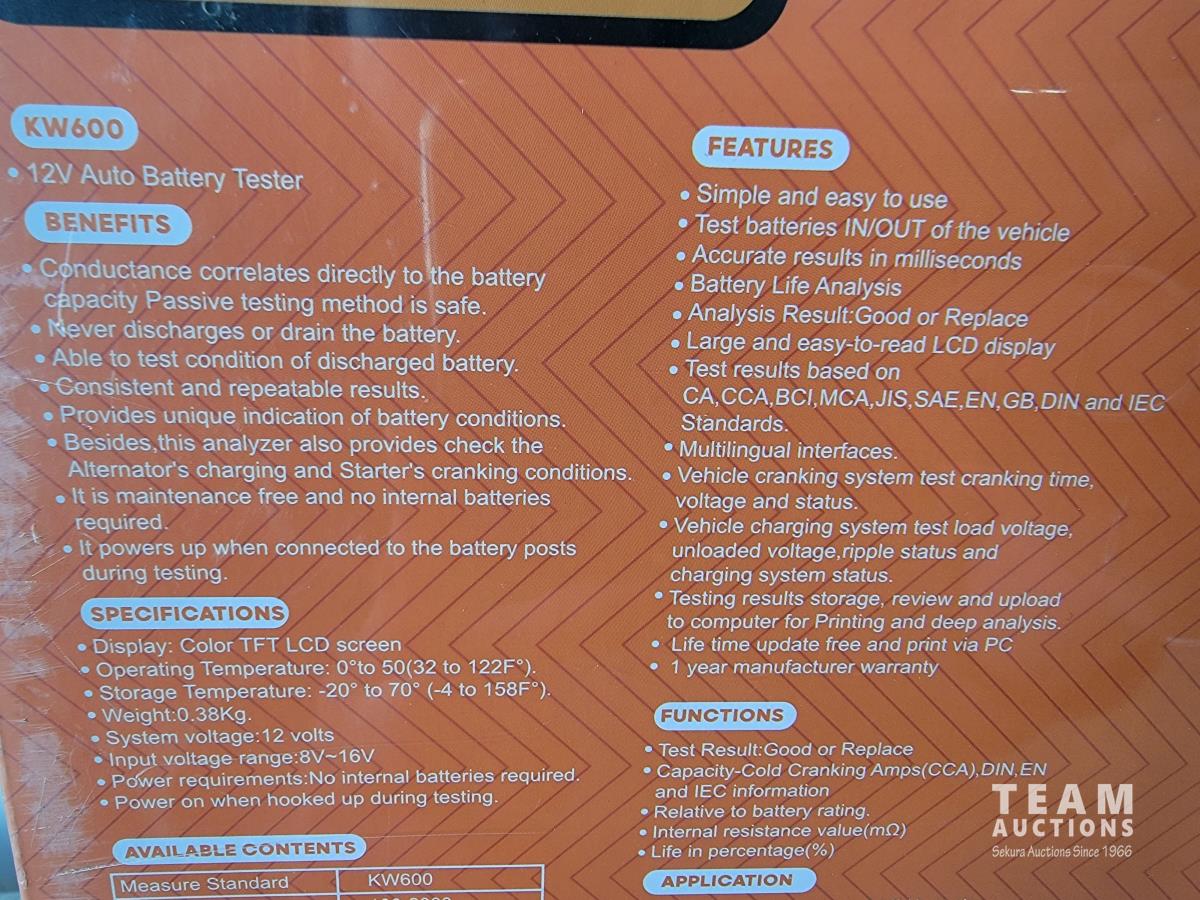 KW600
• 12V Auto Battery Tester
BENEFITS
• Conductance correlates directly to the battery
capacity Passive testing method is safe.
• Never discharges or drain the battery.
• Able to test condition of discharged battery.
• Consistent and repeatable results.
• Provides unique indication of battery conditions.
• Besides,this analyzer also provides check the
Alternator's charging and Starter's cranking conditions.
• It is maintenance free and no internal batteries
required.
• It powers up when connected to the battery posts
during testing.
SPECIFICATIONS
• Display: Color TFT LCD screen
• Operating Temperature: 0°to 50(32 to 122F°).
• Storage Temperature: -20° to 70° (-4 to 158F°).
• Weight:0.38Kg.
• System voltage:12 volts
• Input voltage range:8V~16V
• Power requirements:No internal batteries required.
• Power on when hooked up during testing.
AVAILABLE CONTENTS
Measure Standard KW600
FEATURES
• Simple and easy to use
• Test batteries IN/OUT of the vehicle
• Accurate results in milliseconds
• Battery Life Analysis
• Analysis Result:Good or Replace
• Large and easy-to-read LCD display
• Test results based on
CA,CCA,BCI,MCA,JIS,SAE,EN,GB,DIN and IEC
Standards.
• Multilingual interfaces.
• Vehicle cranking system test cranking time,
voltage and status.
• Vehicle charging system test load voltage,
unloaded voltage,ripple status and
charging system status.
• Testing results storage, review and upload
to computer for Printing and deep analysis.
• Life time update free and print via PC
• 1 year manufacturer warranty
FUNCTIONS
• Test Result:Good or Replace
• Capacity-Cold Cranking Amps(CCA),DIN,EN
and IEC information
• Relative to battery rating.
• Internal resistance value(mΩ)
• Life in percentage(%)
APPLICATION
TEAM
AUCTIONS
Sekura Auctions Since 1966